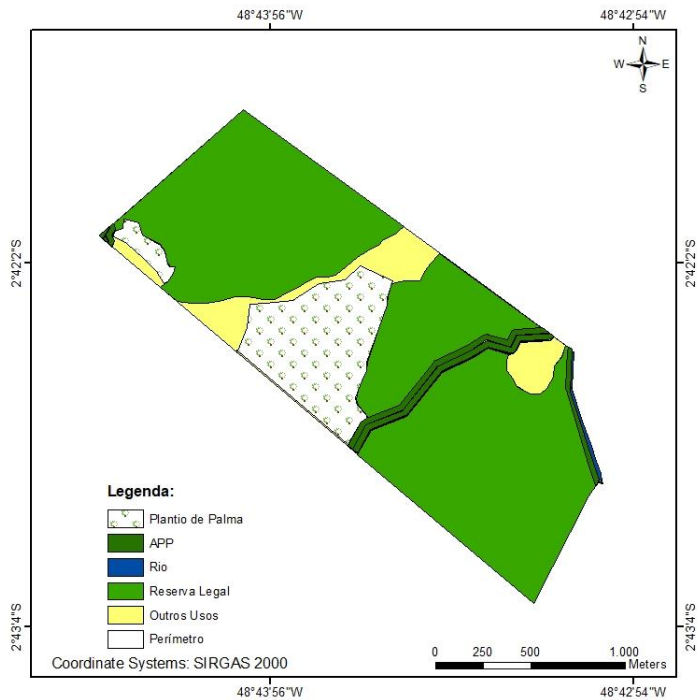 48°43'56"W 48°42'54"W
N
W E
S
2°42'2"S 2°42'2"S
Legenda:
Plantio de Palma
APP
Rio
Reserva Legal
Outros Usos
Perímetro
2°43'4"S 2°43'4"S
0 250 500 1.000
Meters
Coordinate Systems: SIRGAS 2000
48°43'56"W 48°42'54"W